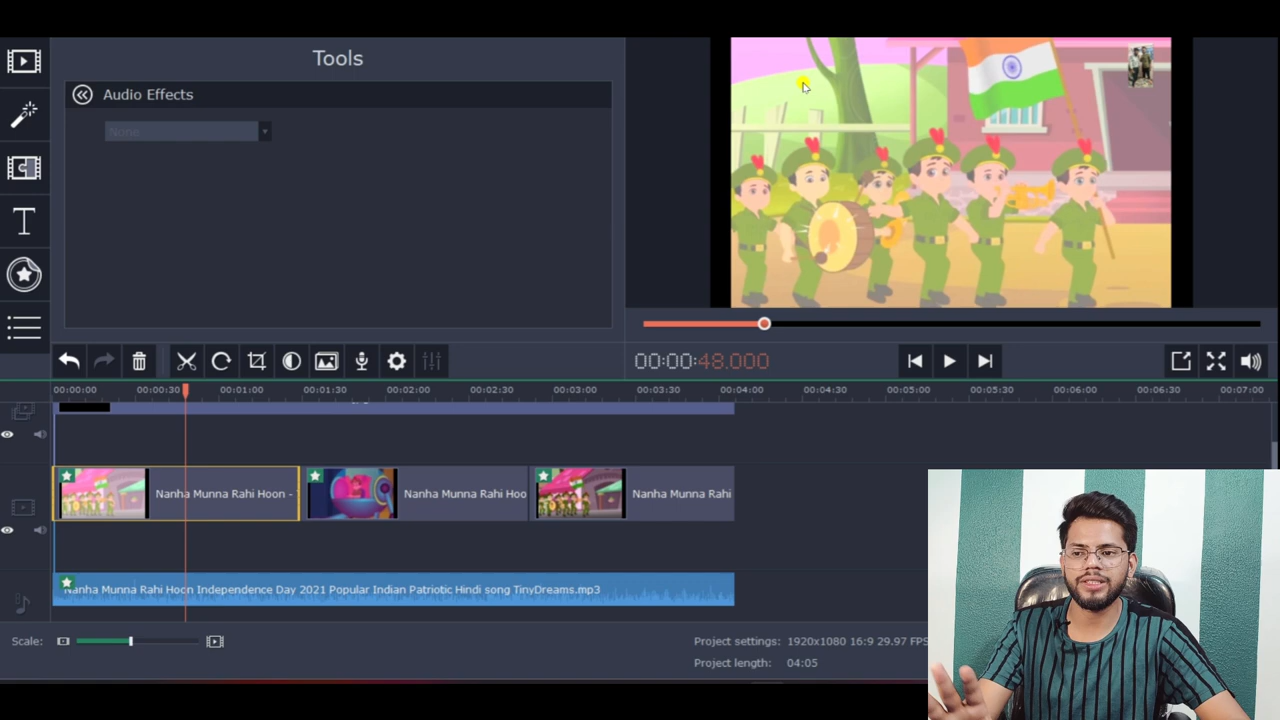 Tools
Audio Effects
None
00:00:48.000
00:00:00 00:00:30 00:01:00 00:01:30 00:02:00 00:02:30 00:03:00 00:03:30 00:04:00 00:04:30 00:05:00 00:05:30 00:06:00 00:06:30 00:07:00
Nanha Munna Rahi Hoon - Nanha Munna Rahi Hoo Nanha Munna Rahi
Nanha Munna Rahi Hoon Independence Day 2021 Popular Indian Patriotic Hindi song TinyDreams.mp3
Scale:
Project settings: 1920x1080 16:9 29.97 FPS
Project length: 04:05